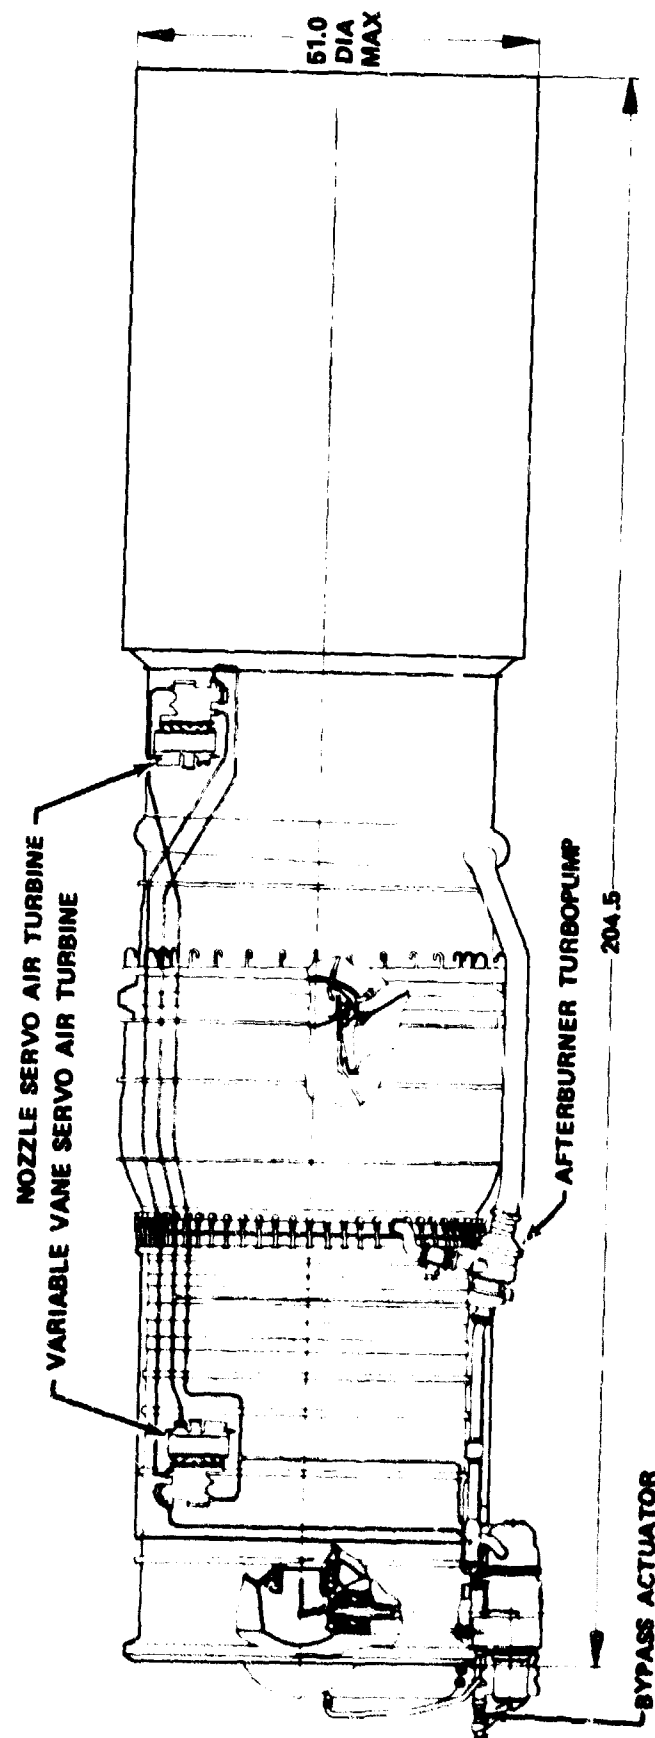 NOZZLE SERVO AIR TURBINE
VARIABLE VANE SERVO AIR TURBINE
51.0
DIA
MAX
AFTERBURNER TURBOPUMP
204.5
BYPASS ACTUATOR